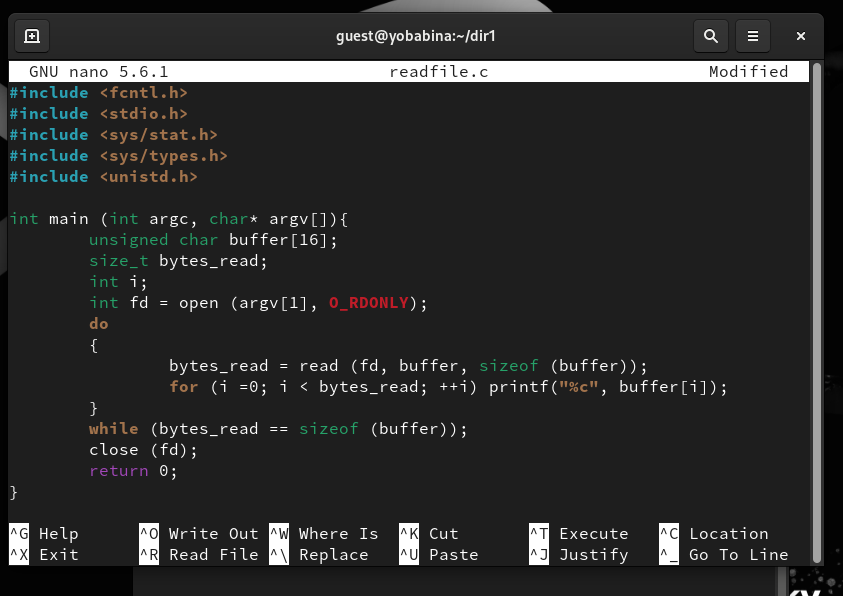 guest@yobabina:~/dir1
GNU nano 5.6.1 readfile.c Modified
#include <fcntl.h>
#include <stdio.h>
#include <sys/stat.h>
#include <sys/types.h>
#include <unistd.h>
int main (int argc, char* argv[]){
unsigned char buffer[16];
size_t bytes_read;
int i;
int fd = open (argv[1], O_RDONLY);
do
{
bytes_read = read (fd, buffer, sizeof (buffer));
for (i =0; i < bytes_read; ++i) printf("%c", buffer[i]);
}
while (bytes_read == sizeof (buffer));
close (fd);
return 0;
}
^G Help ^O Write Out ^W Where Is ^K Cut ^T Execute ^C Location
^X Exit ^R Read File ^\ Replace ^U Paste ^J Justify ^_ Go To Line